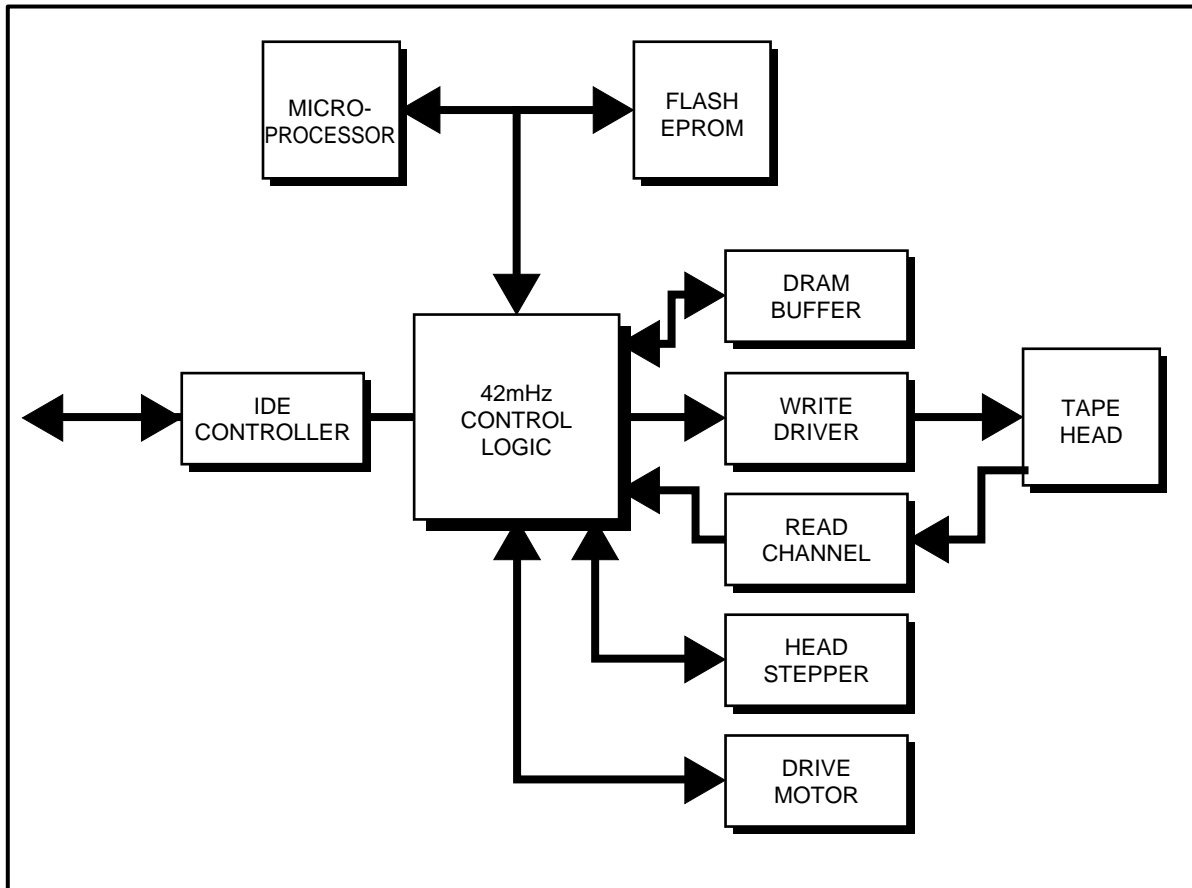 MICRO-
PROCESSOR
FLASH
EPROM
DRAM
BUFFER
IDE
CONTROLLER
42mHz
CONTROL
LOGIC
WRITE
DRIVER
TAPE
HEAD
READ
CHANNEL
HEAD
STEPPER
DRIVE
MOTOR